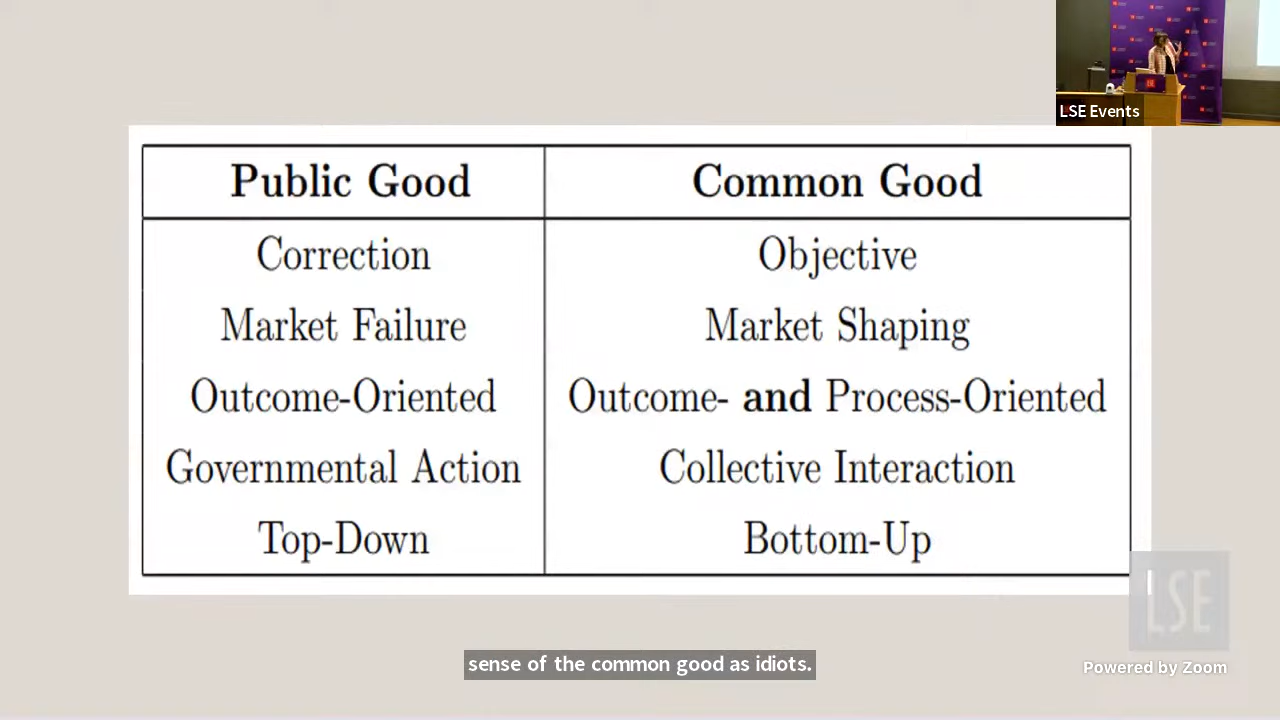 LSE Events
Public Good
Common Good
Correction
Objective
Market Failure
Market Shaping
Outcome-Oriented
Outcome- and Process-Oriented
Governmental Action
Collective Interaction
Top-Down
Bottom-Up
LSE
sense of the common good as idiots.
Powered by Zoom